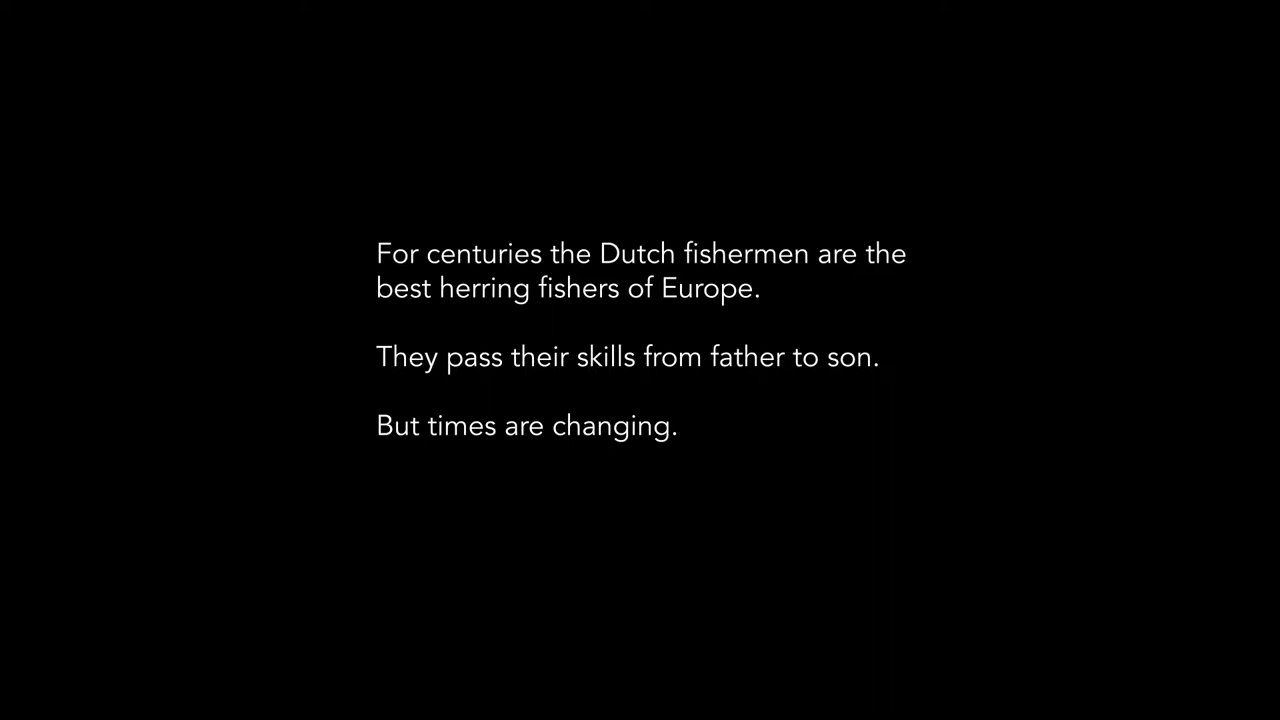 For centuries the Dutch fishermen are the
best herring fishers of Europe.
They pass their skills from father to son.
But times are changing.